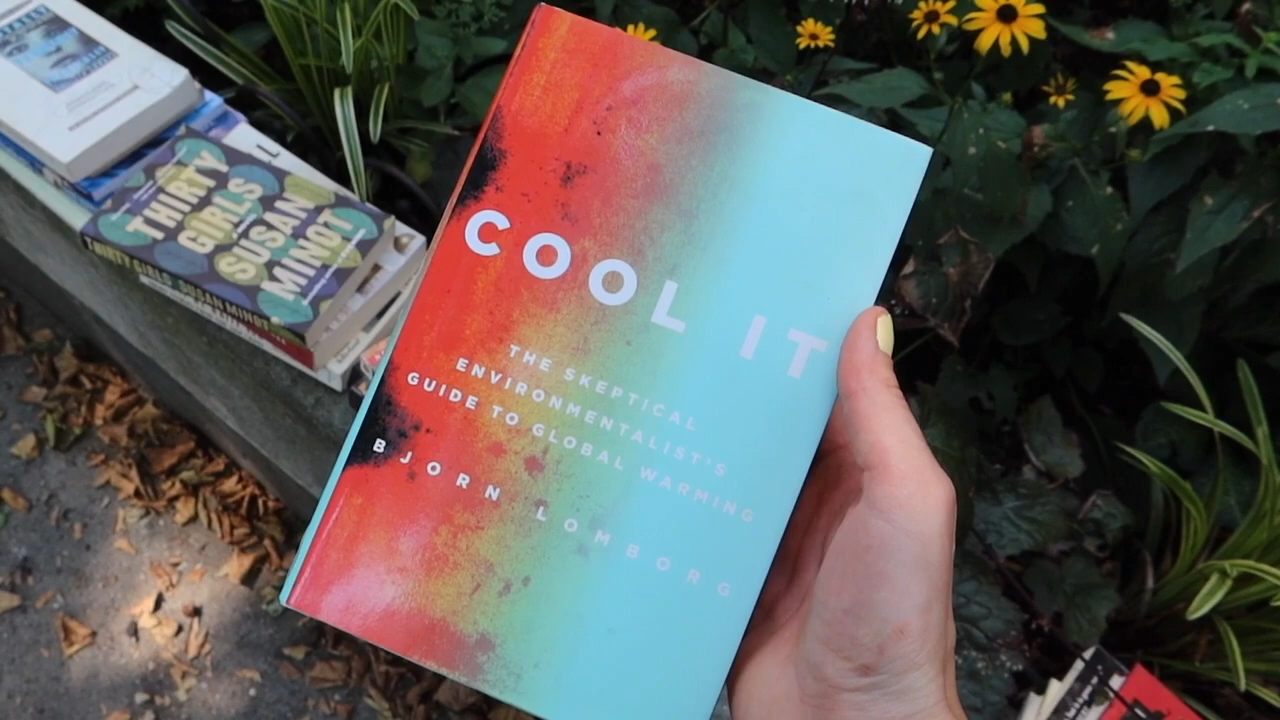 COOL IT
THE SKEPTICAL
ENVIRONMENTALIST'S
GUIDE TO GLOBAL WARMING
BJORN LOMBORG
THIRTY
GIRLS
SUSAN
MINOT
THIRTY GIRLS SUSAN MINOT